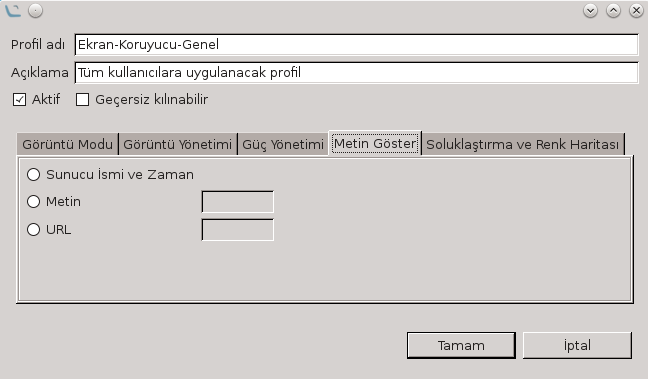 Profil adı Ekran-Koruyucu-Genel
Açıklama Tüm kullanıcılara uygulanacak profil
Aktif Geçersiz kılınabilir
Görüntü Modu Görüntü Yönetimi Güç Yönetimi Metin Göster Soluklaştırma ve Renk Haritası
Sunucu İsmi ve Zaman
Metin
URL
Tamam İptal